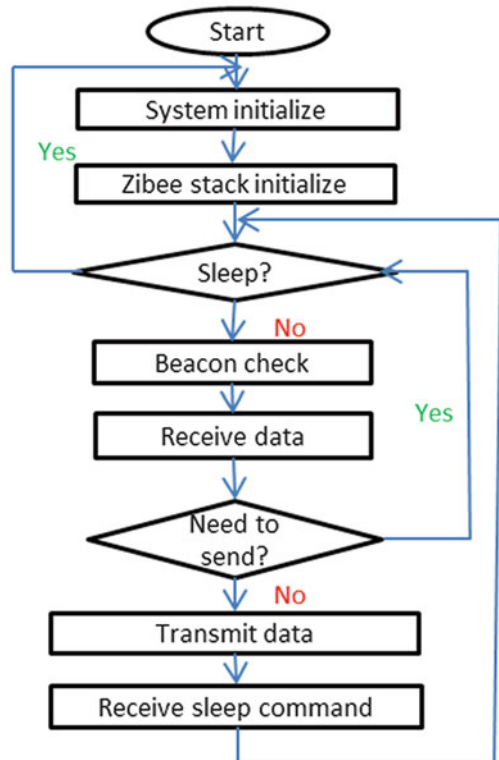 Start
System initialize
Yes
Zibee stack initialize
Sleep?
No
Beacon check
Yes
Receive data
Need to
send?
No
Transmit data
Receive sleep command